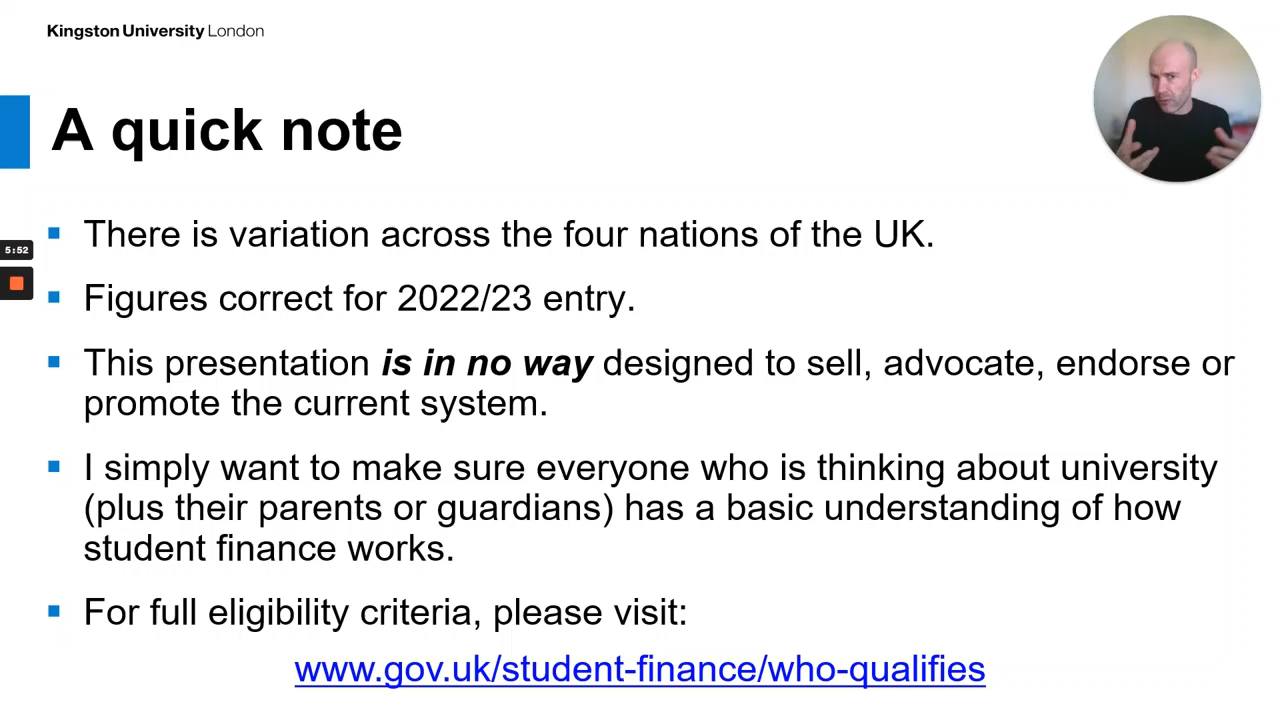 Kingston University London
A quick note
There is variation across the four nations of the UK.
5:52
Figures correct for 2022/23 entry.
This presentation is in no way designed to sell, advocate, endorse or
promote the current system.
I simply want to make sure everyone who is thinking about university
(plus their parents or guardians) has a basic understanding of how
student finance works.
For full eligibility criteria, please visit:
www.gov.uk/student-finance/who-qualifies